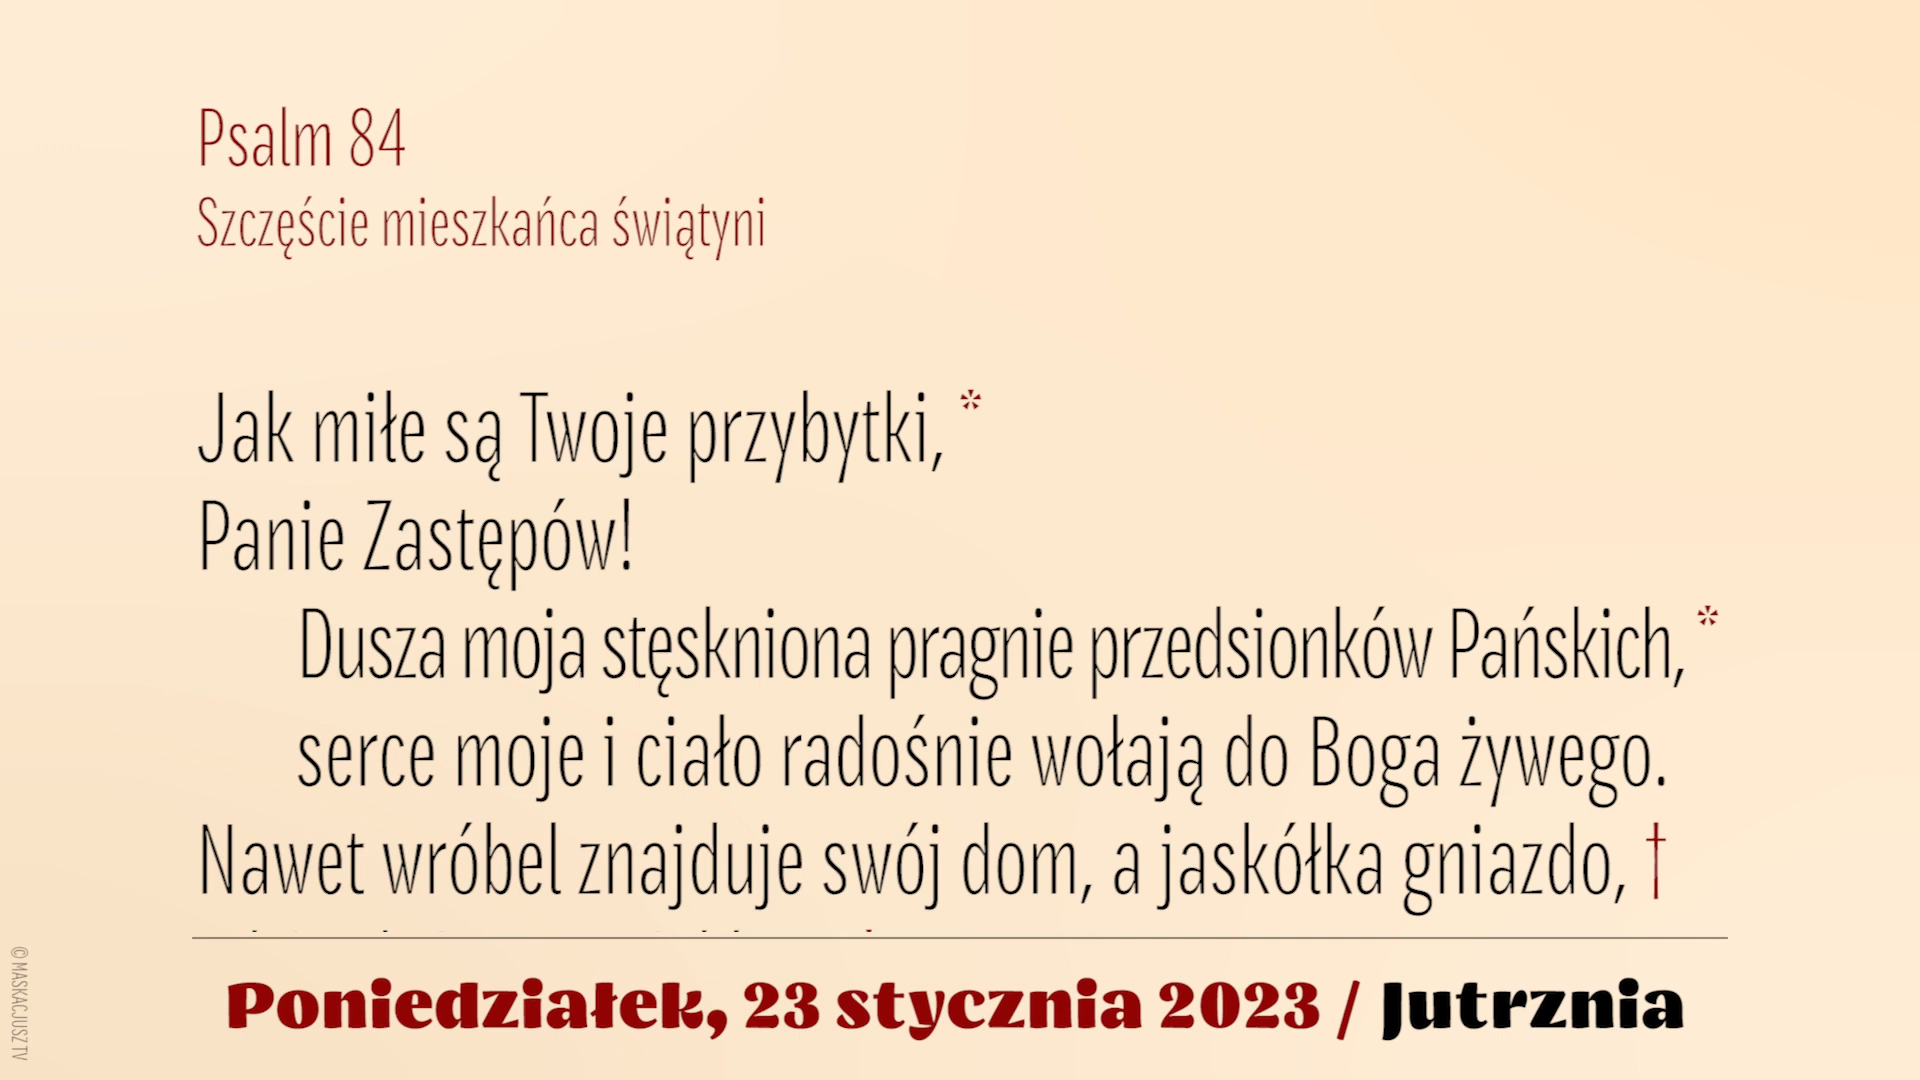 Psalm 84
Szczęście mieszkańca świątyni
Jak miłe są Twoje przybytki, *
Panie Zastępów!
Dusza moja stęskniona pragnie przedsionków Pańskich, *
serce moje i ciało radośnie wołają do Boga żywego.
Nawet wróbel znajduje swój dom, a jaskółka gniazdo, †
Poniedziałek, 23 stycznia 2023 / Jutrznia
© MASKACJUSZ TV